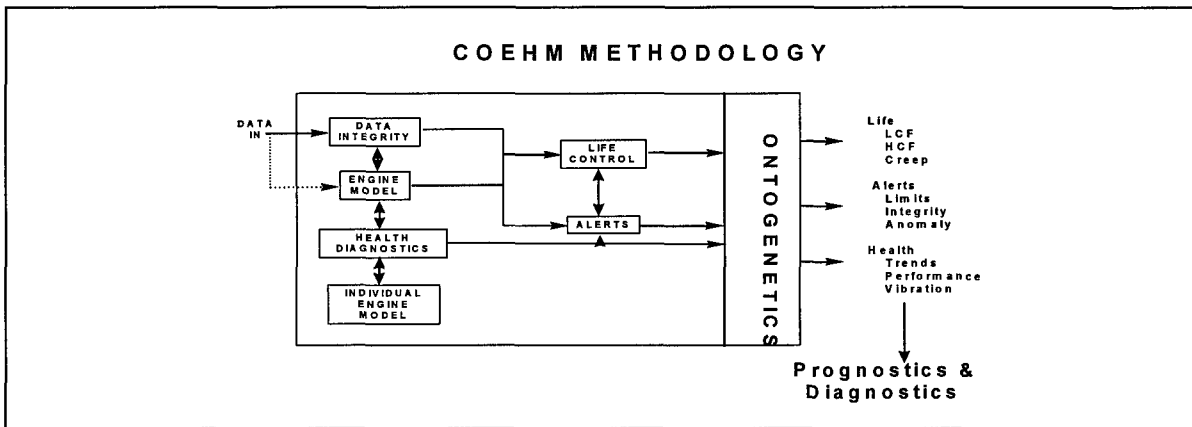 COEHM METHODOLOGY
DATA
IN
DATA
INTEGRITY
ENGINE
MODEL
HEALTH
DIAGNOSTICS
INDIVIDUAL
ENGINE
MODEL
LIFE
CONTROL
ALERTS
ONTOGENETICS
Life
LCF
HCF
Creep
Alerts
Limits
Integrity
Anomaly
Health
Trends
Performance
Vibration
Prognostics &
Diagnostics